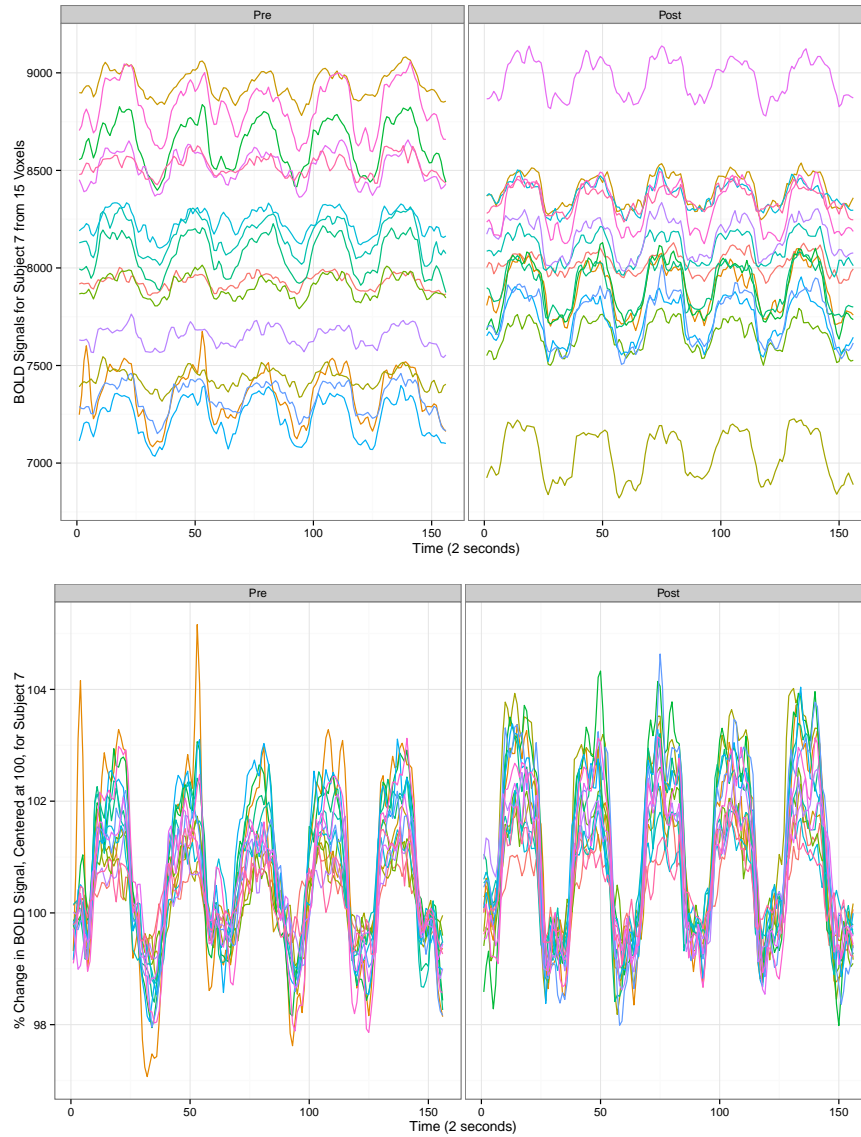 Pre Post
BOLD Signals for Subject 7 from 15 Voxels
9000
8500
8000
7500
7000
0 50 100 150 0 50 100 150
Time (2 seconds)
Pre Post
% Change in BOLD Signal, Centered at 100, for Subject 7
104
102
100
98
0 50 100 150 0 50 100 150
Time (2 seconds)